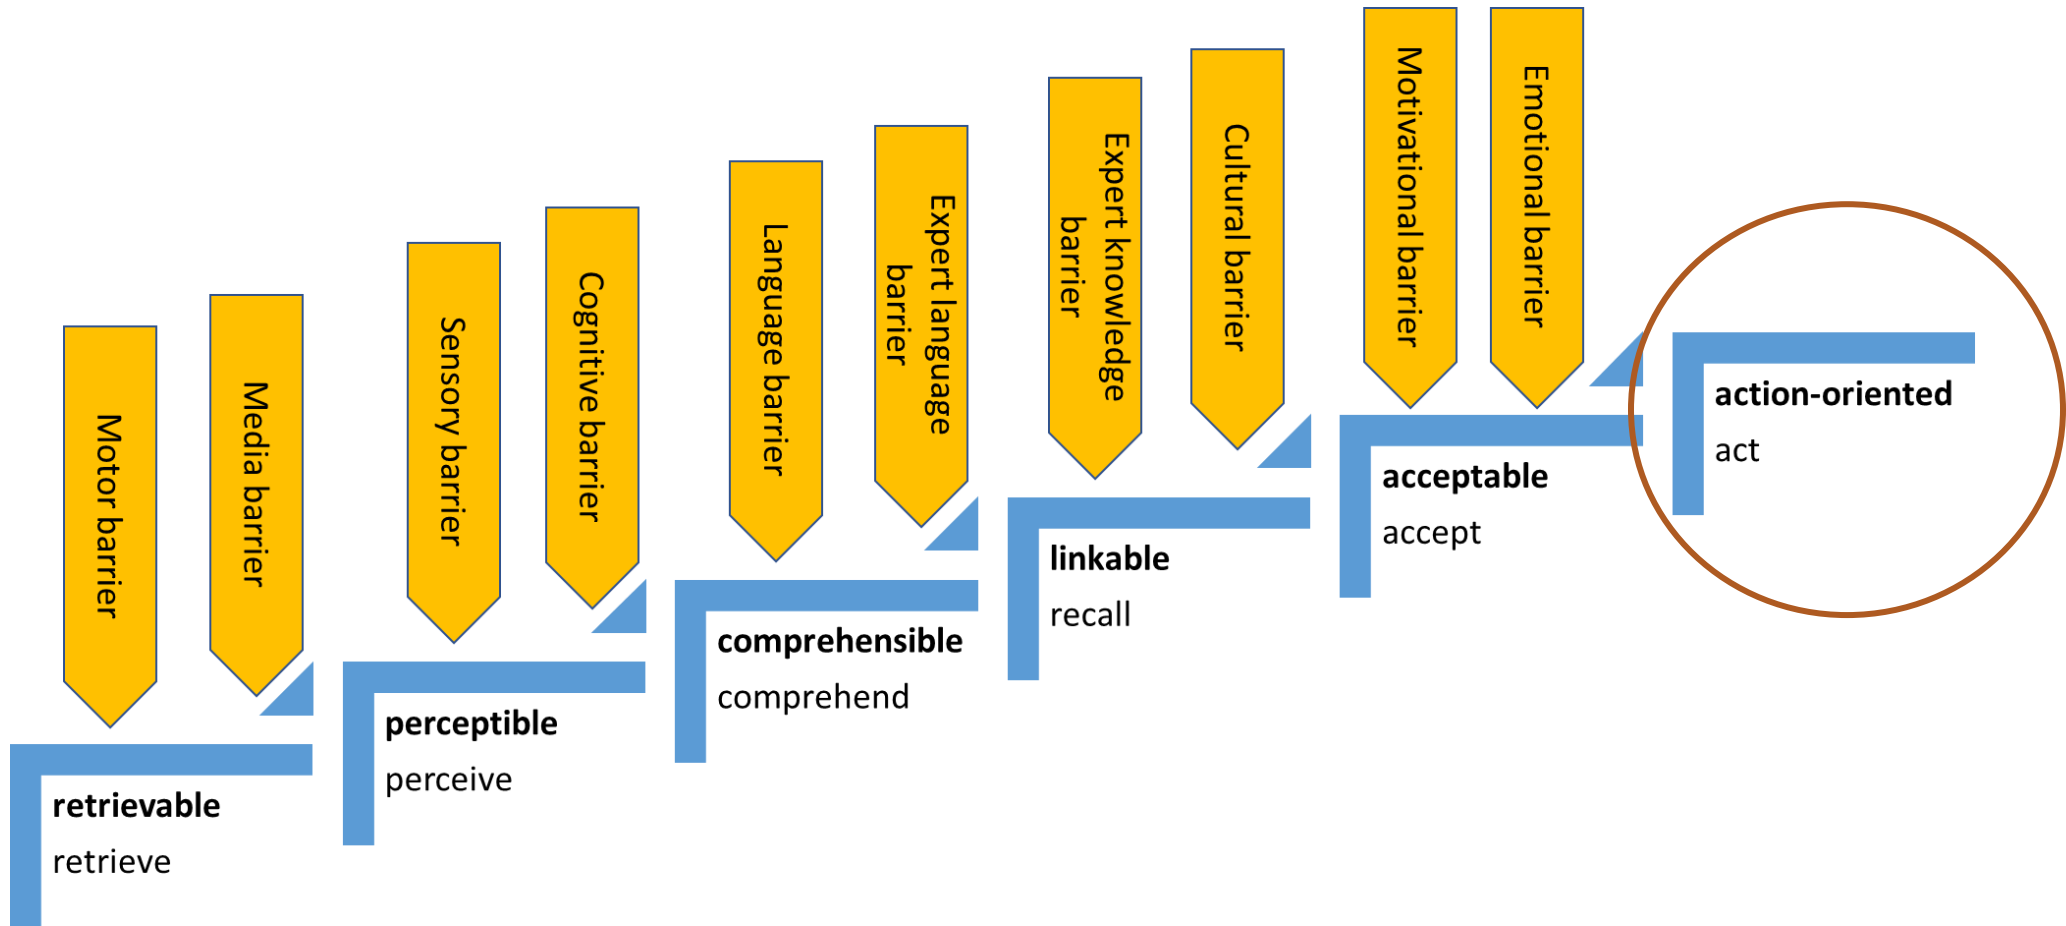 Motor barrier
Media barrier
retrievable
retrieve
Sensory barrier
Cognitive barrier
perceptible
perceive
Language barrier
Expert language
barrier
comprehensible
comprehend
Expert knowledge
barrier
Cultural barrier
linkable
recall
Motivational barrier
Emotional barrier
acceptable
accept
action-oriented
act